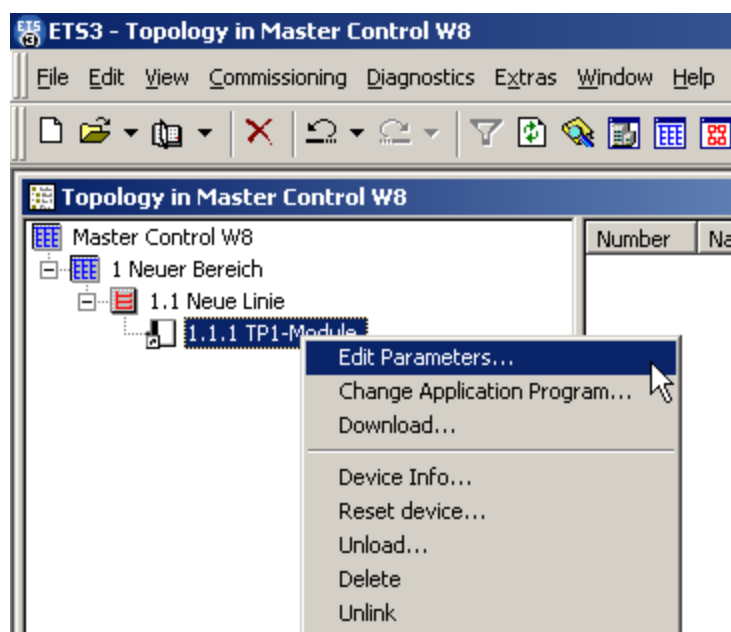 ETS3 - Topology in Master Control W8
File Edit View Commissioning Diagnostics Extras Window Help
Topology in Master Control W8
Master Control W8
Number
1 Neuer Bereich
1.1 Neue Linie
1.1.1 TP1-Module
Edit Parameters...
Change Application Program...
Download...
Device Info...
Reset device...
Unload...
Delete
Unlink